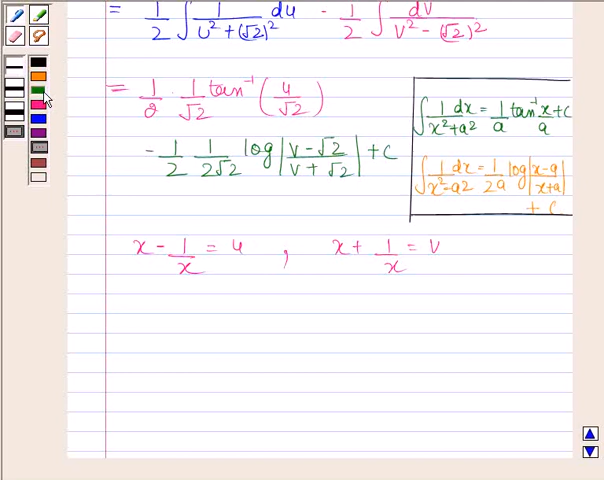 = 1/2 ∫ 1/(u² + (√2)²) du - 1/2 ∫ dv/(v² - (√2)²)
= 1/2 · 1/√2 tan⁻¹ (u/√2)
- 1/2 1/2√2 log |(v - √2)/(v + √2)| + c
∫ 1/(x² + a²) dx = 1/a tan⁻¹ x/a + c
∫ 1/(x² - a²) dx = 1/2a log |(x - a)/(x + a)|
+ c
x - 1/x = u , x + 1/x = v